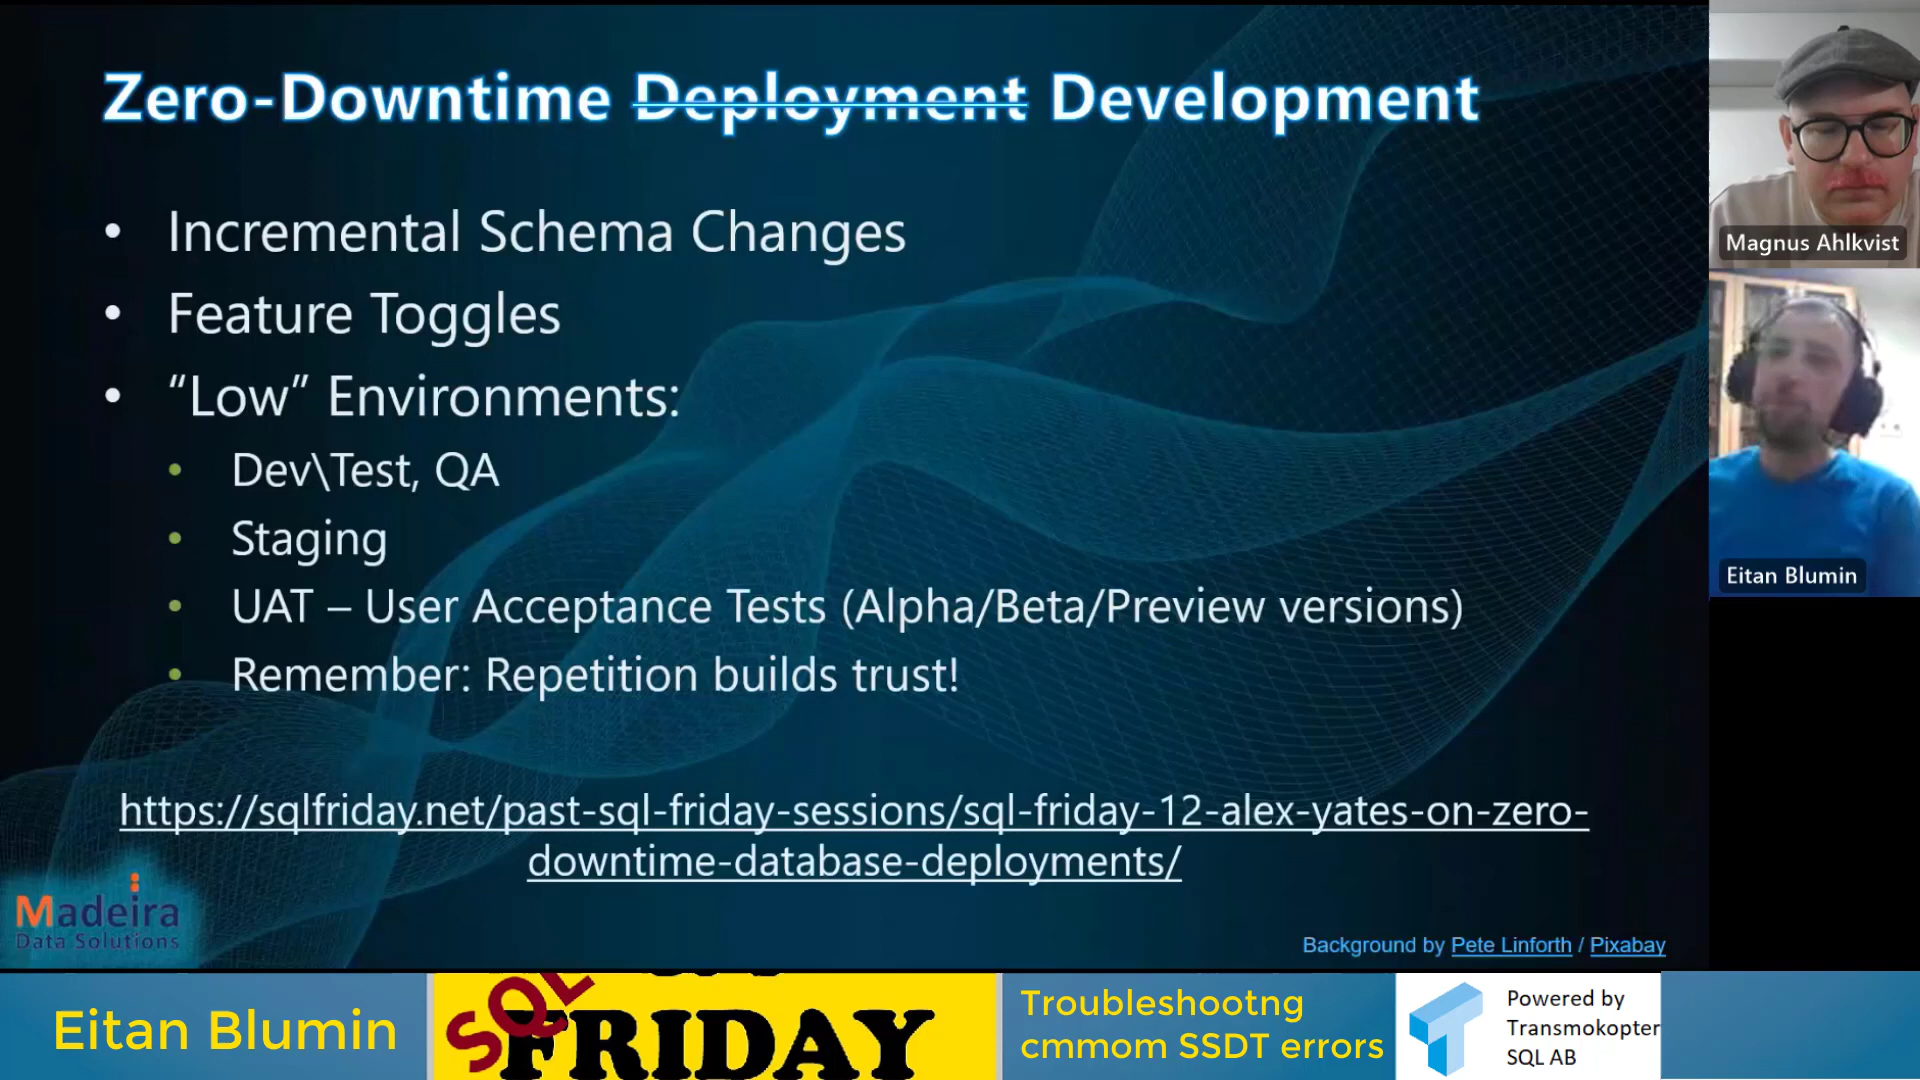 Zero-Downtime Deployment Development
• Incremental Schema Changes
• Feature Toggles
• “Low” Environments:
• Dev\Test, QA
• Staging
• UAT – User Acceptance Tests (Alpha/Beta/Preview versions)
• Remember: Repetition builds trust!
https://sqlfriday.net/past-sql-friday-sessions/sql-friday-12-alex-yates-on-zero-
downtime-database-deployments/
Madeira
Data Solutions
Background by Pete Linforth / Pixabay
Magnus Ahlkvist
Eitan Blumin
Eitan Blumin
SQL
FRIDAY
Troubleshootng
cmmom SSDT errors
Powered by
Transmokopter
SQL AB